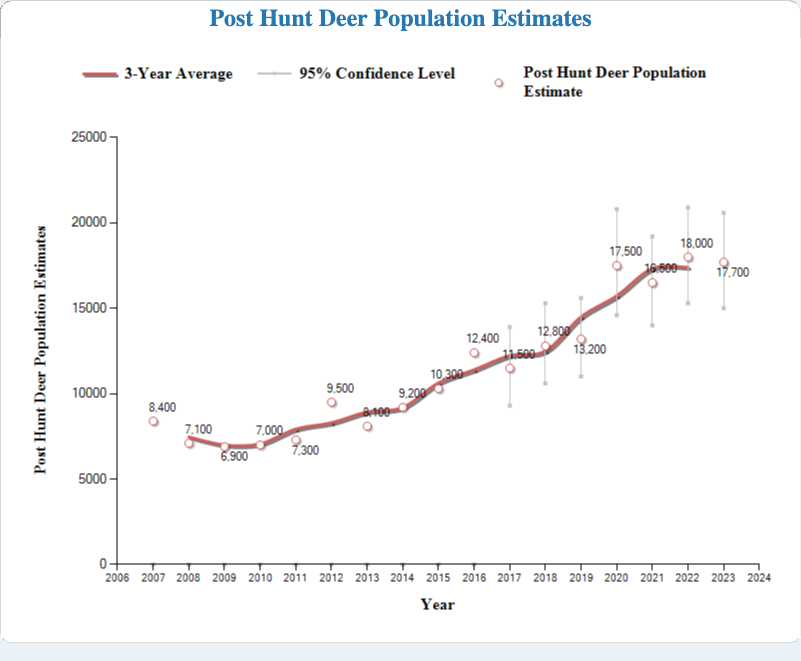 Post Hunt Deer Population Estimates
3-Year Average
95% Confidence Level
Post Hunt Deer Population
Estimate
25000
20000
15000
10000
5000
0
Post Hunt Deer Population Estimates
8,400
7,100
6,900
7,000
7,300
9,500
8,100
9,200
10,300
12,400
11,500
12,800
13,200
17,500
16,500
18,000
17,700
2006 2007 2008 2009 2010 2011 2012 2013 2014 2015 2016 2017 2018 2019 2020 2021 2022 2023 2024
Year